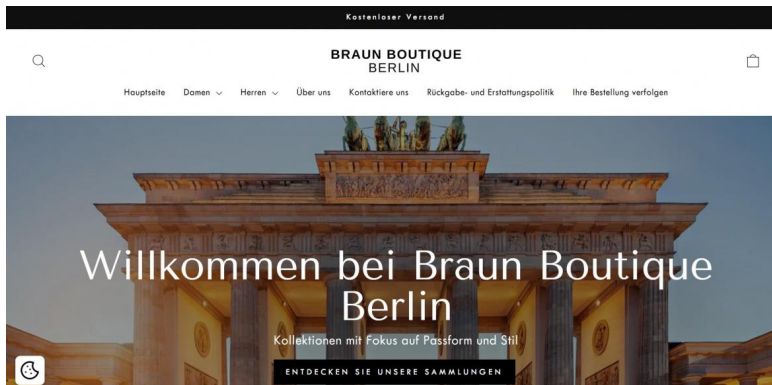 Kostenloser Versand
BRAUN BOUTIQUE
BERLIN
Hauptseite Damen Herren Über uns Kontaktiere uns Rückgabe- und Erstattungspolitik Ihre Bestellung verfolgen
Willkommen bei Braun Boutique
Berlin
Kollektionen mit Fokus auf Passform und Stil
ENTDECKEN SIE UNSERE SAMMLUNGEN